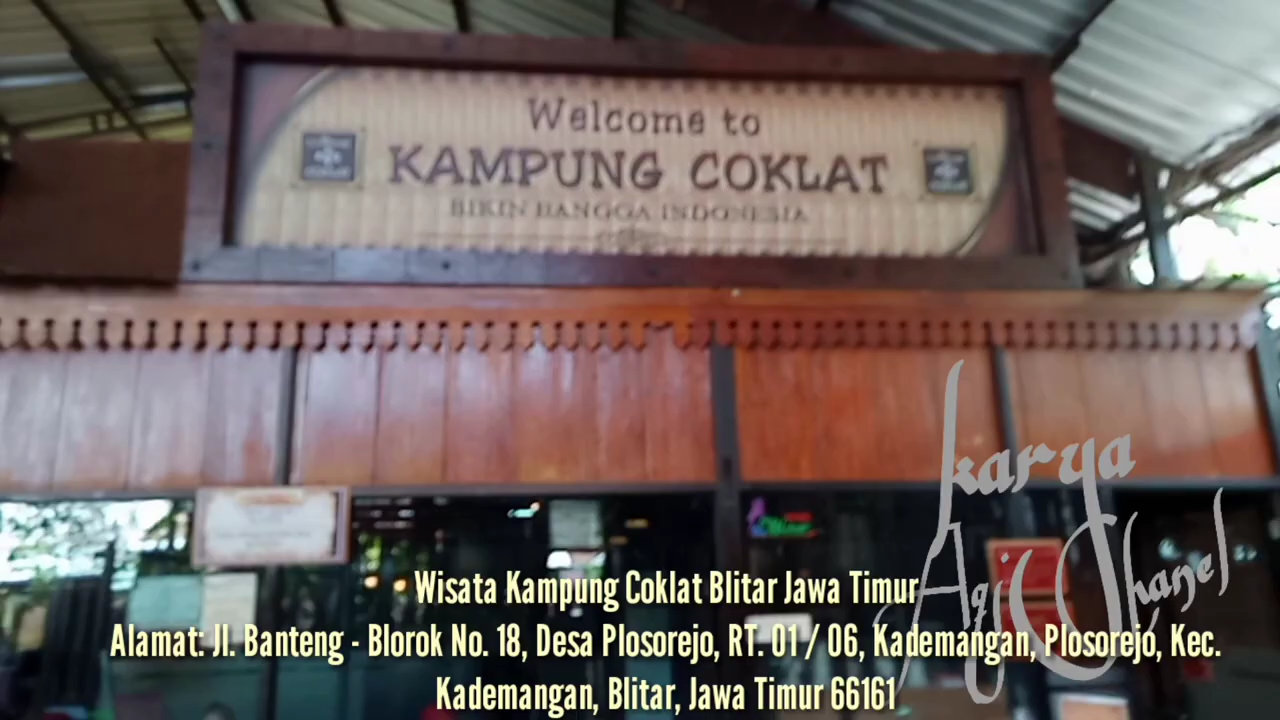 Welcome to
KAMPUNG COKLAT
BIKIN BANGGA INDONESIA
karya
Aqi Chanel
Wisata Kampung Coklat Blitar Jawa Timur
Alamat: Jl. Banteng - Blorok No. 18, Desa Plosorejo, RT. 01 / 06, Kademangan, Plosorejo, Kec.
Kademangan, Blitar, Jawa Timur 66161